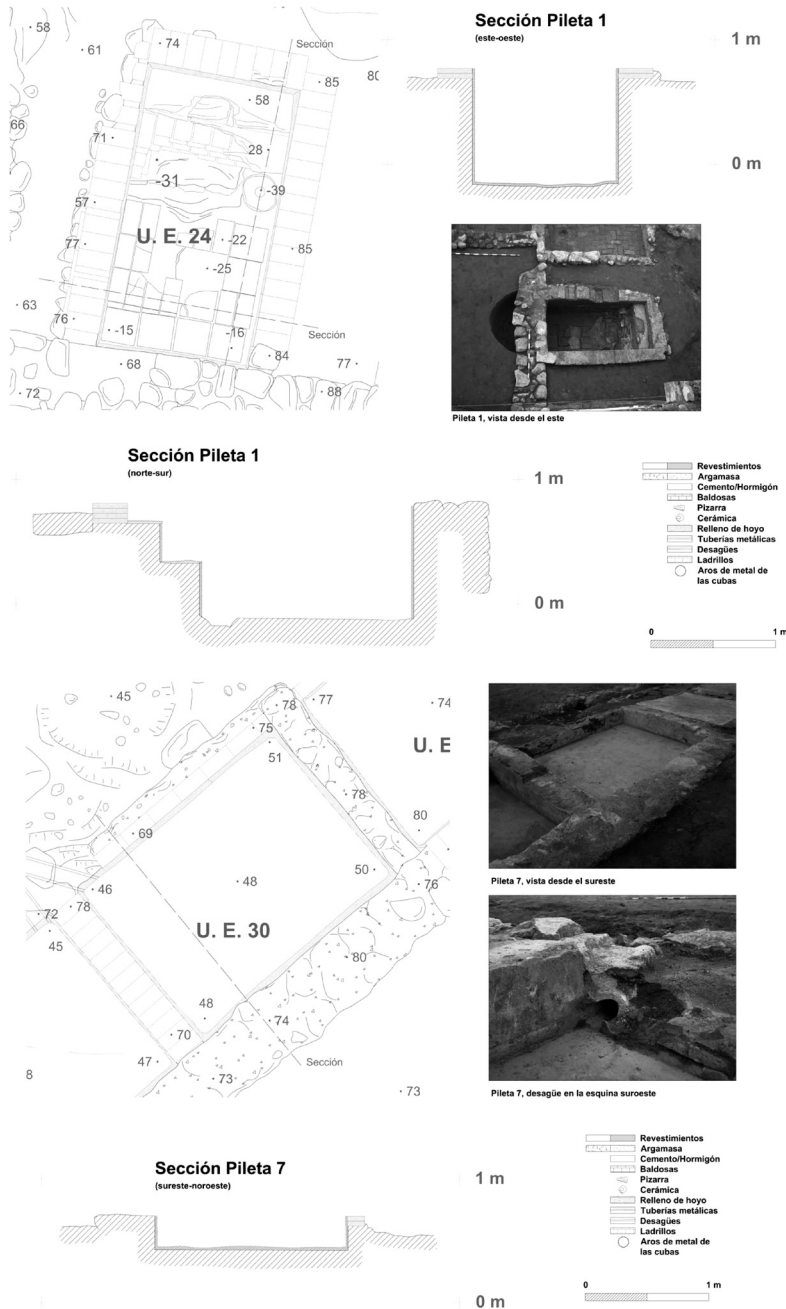 58
74
Sección
61
85
80
58
66
71
28
-31
-39
57
U. E. 24
-22
77
85
-25
63
76
-15
-16
Sección
68
84
77
72
88
Sección Pileta 1
(este-oeste)
1 m
0 m
Pileta 1, vista desde el este
Sección Pileta 1
(norte-sur)
1 m
0 m
Revestimientos
Argamasa
Cemento/Hormigón
Baldosas
Pizarra
Cerámica
Relleno de hoyo
Tuberías metálicas
Desagües
Ladrillos
Aros de metal de
las cubas
0 1 m
45
78
77
74
75
51
U. E
78
69
80
50
48
46
76
78
72
U. E. 30
45
80
48
74
70
47
Sección
8
73
73
Pileta 7, vista desde el sureste
Pileta 7, desagüe en la esquina suroeste
Sección Pileta 7
(sureste-noroeste)
1 m
0 m
Revestimientos
Argamasa
Cemento/Hormigón
Baldosas
Pizarra
Cerámica
Relleno de hoyo
Tuberías metálicas
Desagües
Ladrillos
Aros de metal de
las cubas
0 1 m